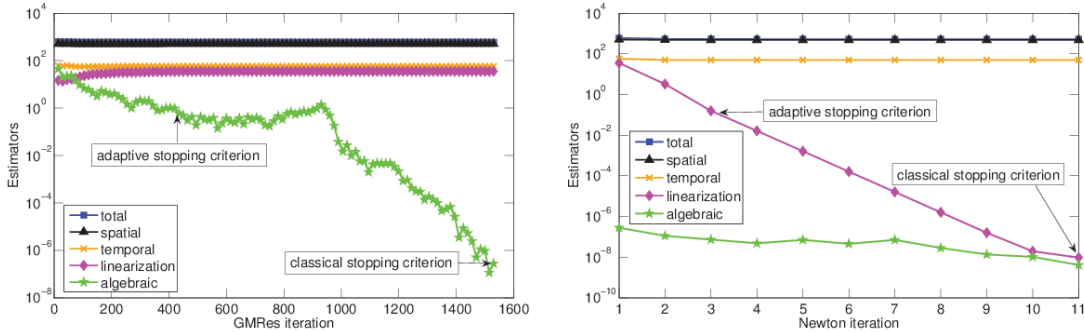 10^4
10^2
10^0
10^−2
10^−4
10^−6
10^−8
Estimators
adaptive stopping criterion
classical stopping criterion
total
spatial
temporal
linearization
algebraic
0 200 400 600 800 1000 1200 1400 1600
GMRes iteration
10^4
10^2
10^0
10^−2
10^−4
10^−6
10^−8
10^−10
Estimators
adaptive stopping criterion
classical stopping criterion
total
spatial
temporal
linearization
algebraic
1 2 3 4 5 6 7 8 9 10 11
Newton iteration